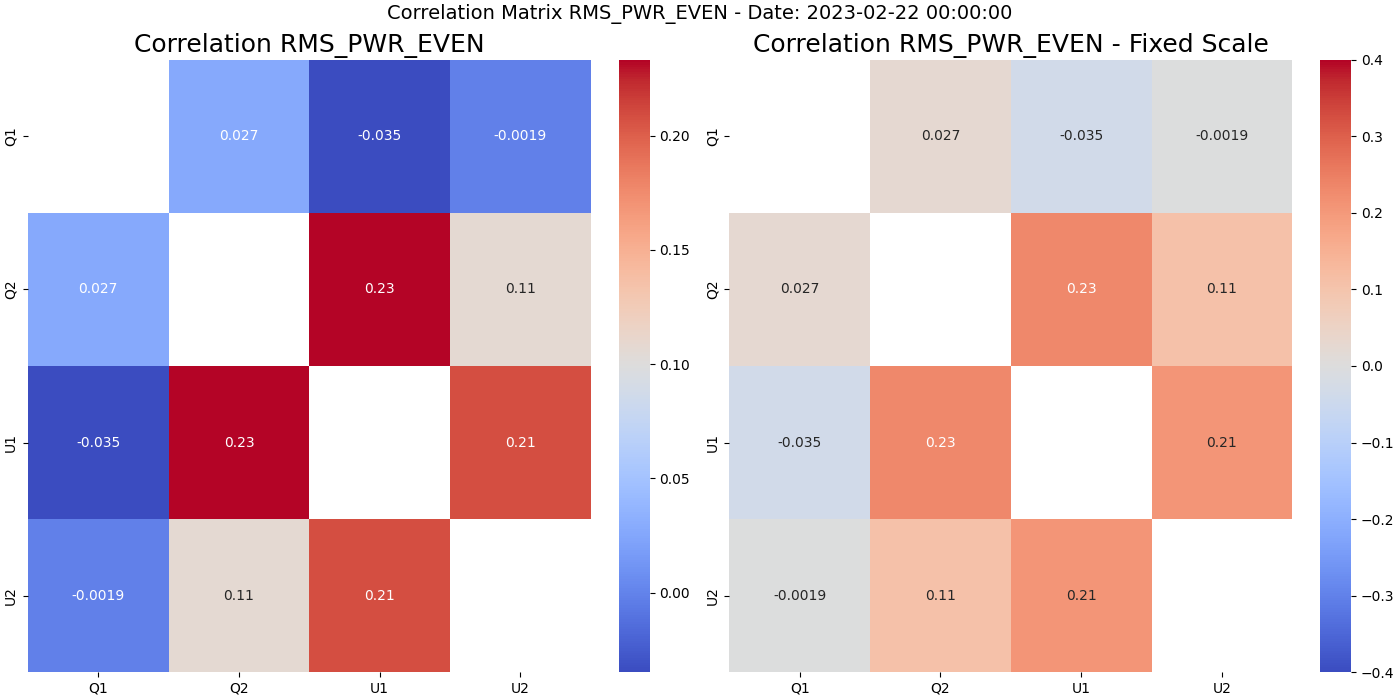 Correlation Matrix RMS_PWR_EVEN - Date: 2023-02-22 00:00:00
Correlation RMS_PWR_EVEN
Q1
0.027
-0.035
-0.0019
Q2
0.027
0.23
0.11
U1
-0.035
0.23
0.21
U2
-0.0019
0.11
0.21
Q1
Q2
U1
U2
0.20
0.15
0.10
0.05
0.00
Correlation RMS_PWR_EVEN - Fixed Scale
Q1
0.027
-0.035
-0.0019
Q2
0.027
0.23
0.11
U1
-0.035
0.23
0.21
U2
-0.0019
0.11
0.21
Q1
Q2
U1
U2
0.4
0.3
0.2
0.1
0.0
−0.1
−0.2
−0.3
−0.4